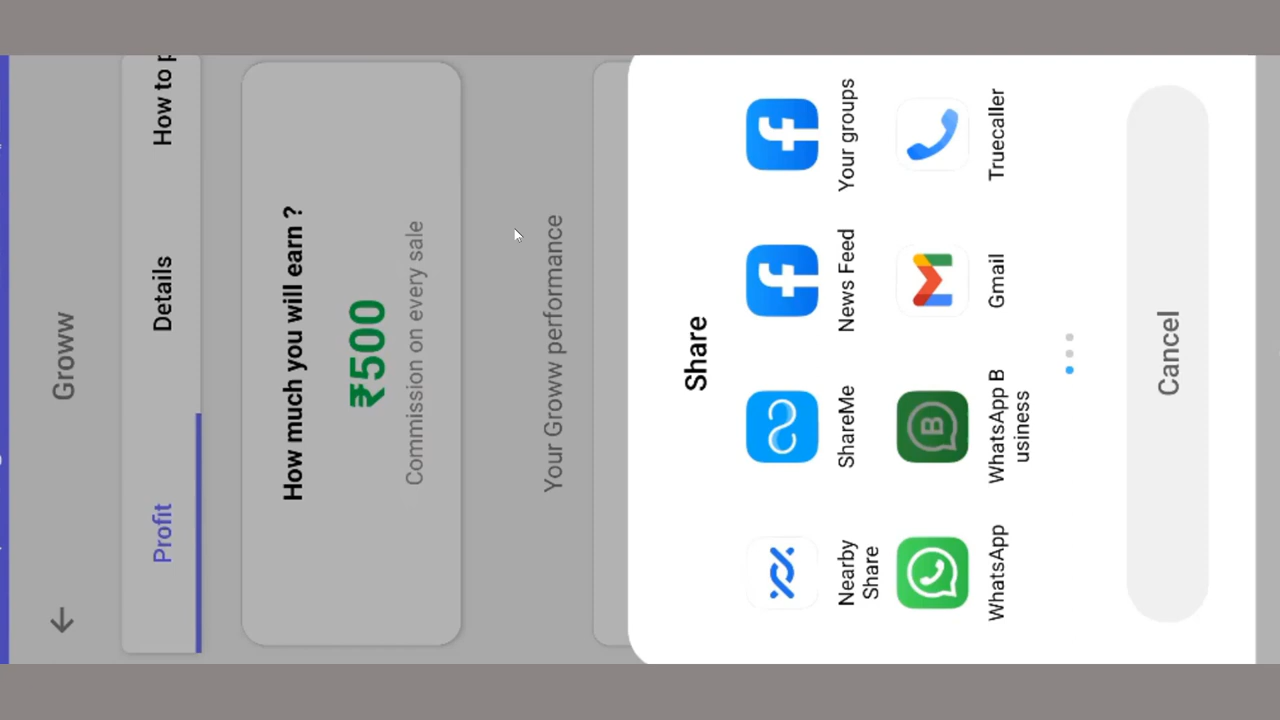 Groww
Profit
Details
How to p
How much you will earn ?
₹500
Commission on every sale
Your Groww performance
Share
Nearby
Share
ShareMe
News Feed
Your groups
WhatsApp
WhatsApp B
usiness
Gmail
Truecaller
Cancel